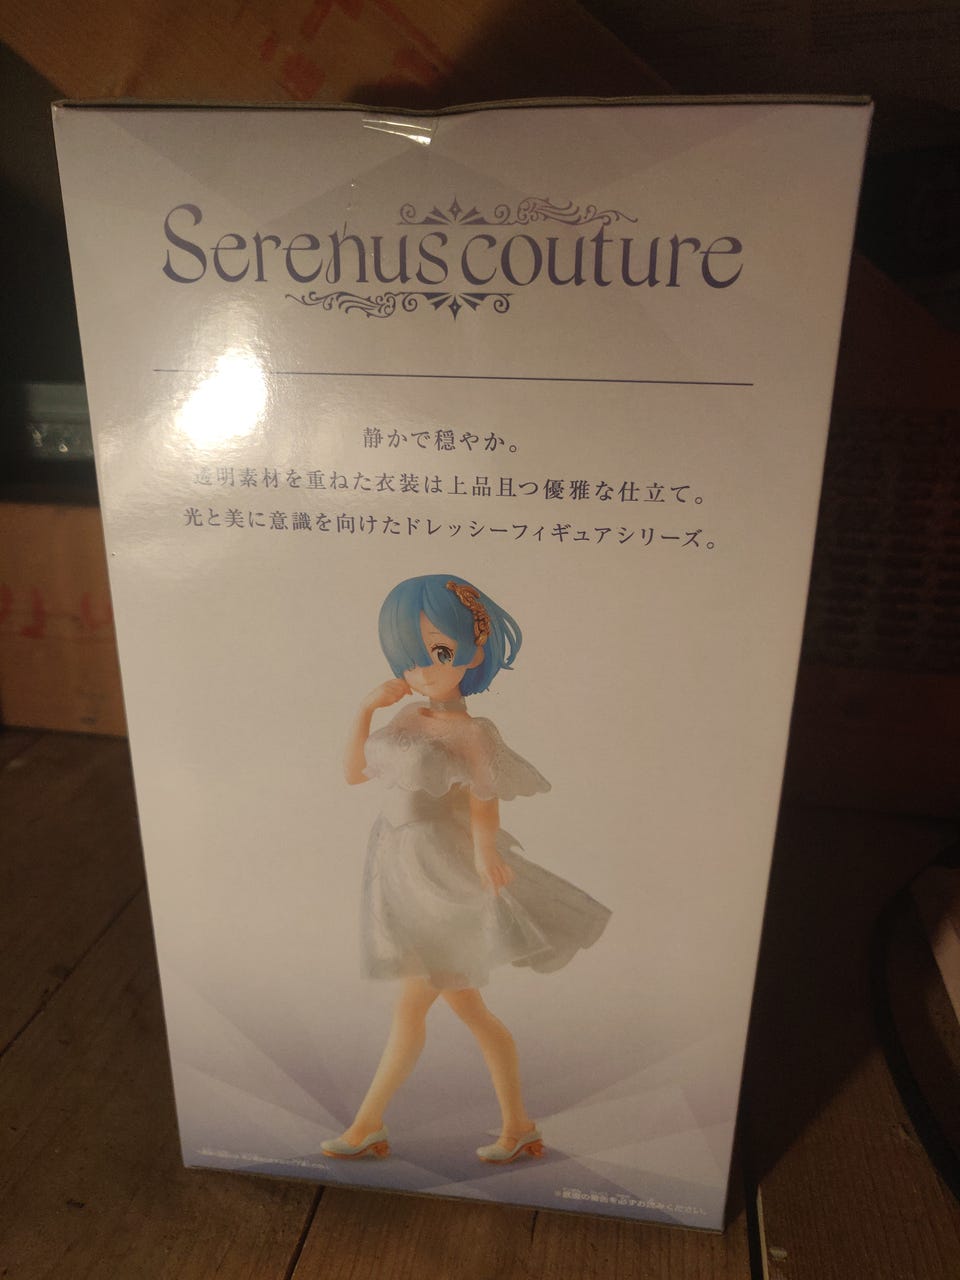 Serenus couture
静かで穏やか。
透明素材を重ねた衣装は上品且つ優雅な仕立て。
光と美に意識を向けたドレッシーフィギュアシリーズ。